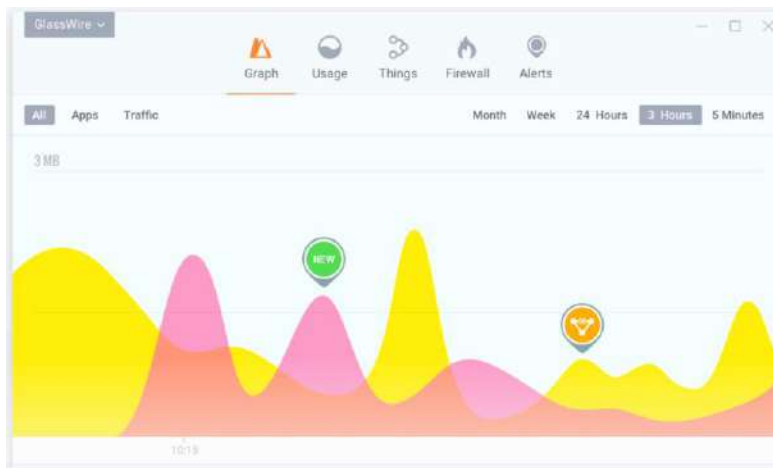 GlassWire
Graph Usage Things Firewall Alerts
All Apps Traffic Month Week 24 Hours 3 Hours 5 Minutes
3 MB
NEW
10:19